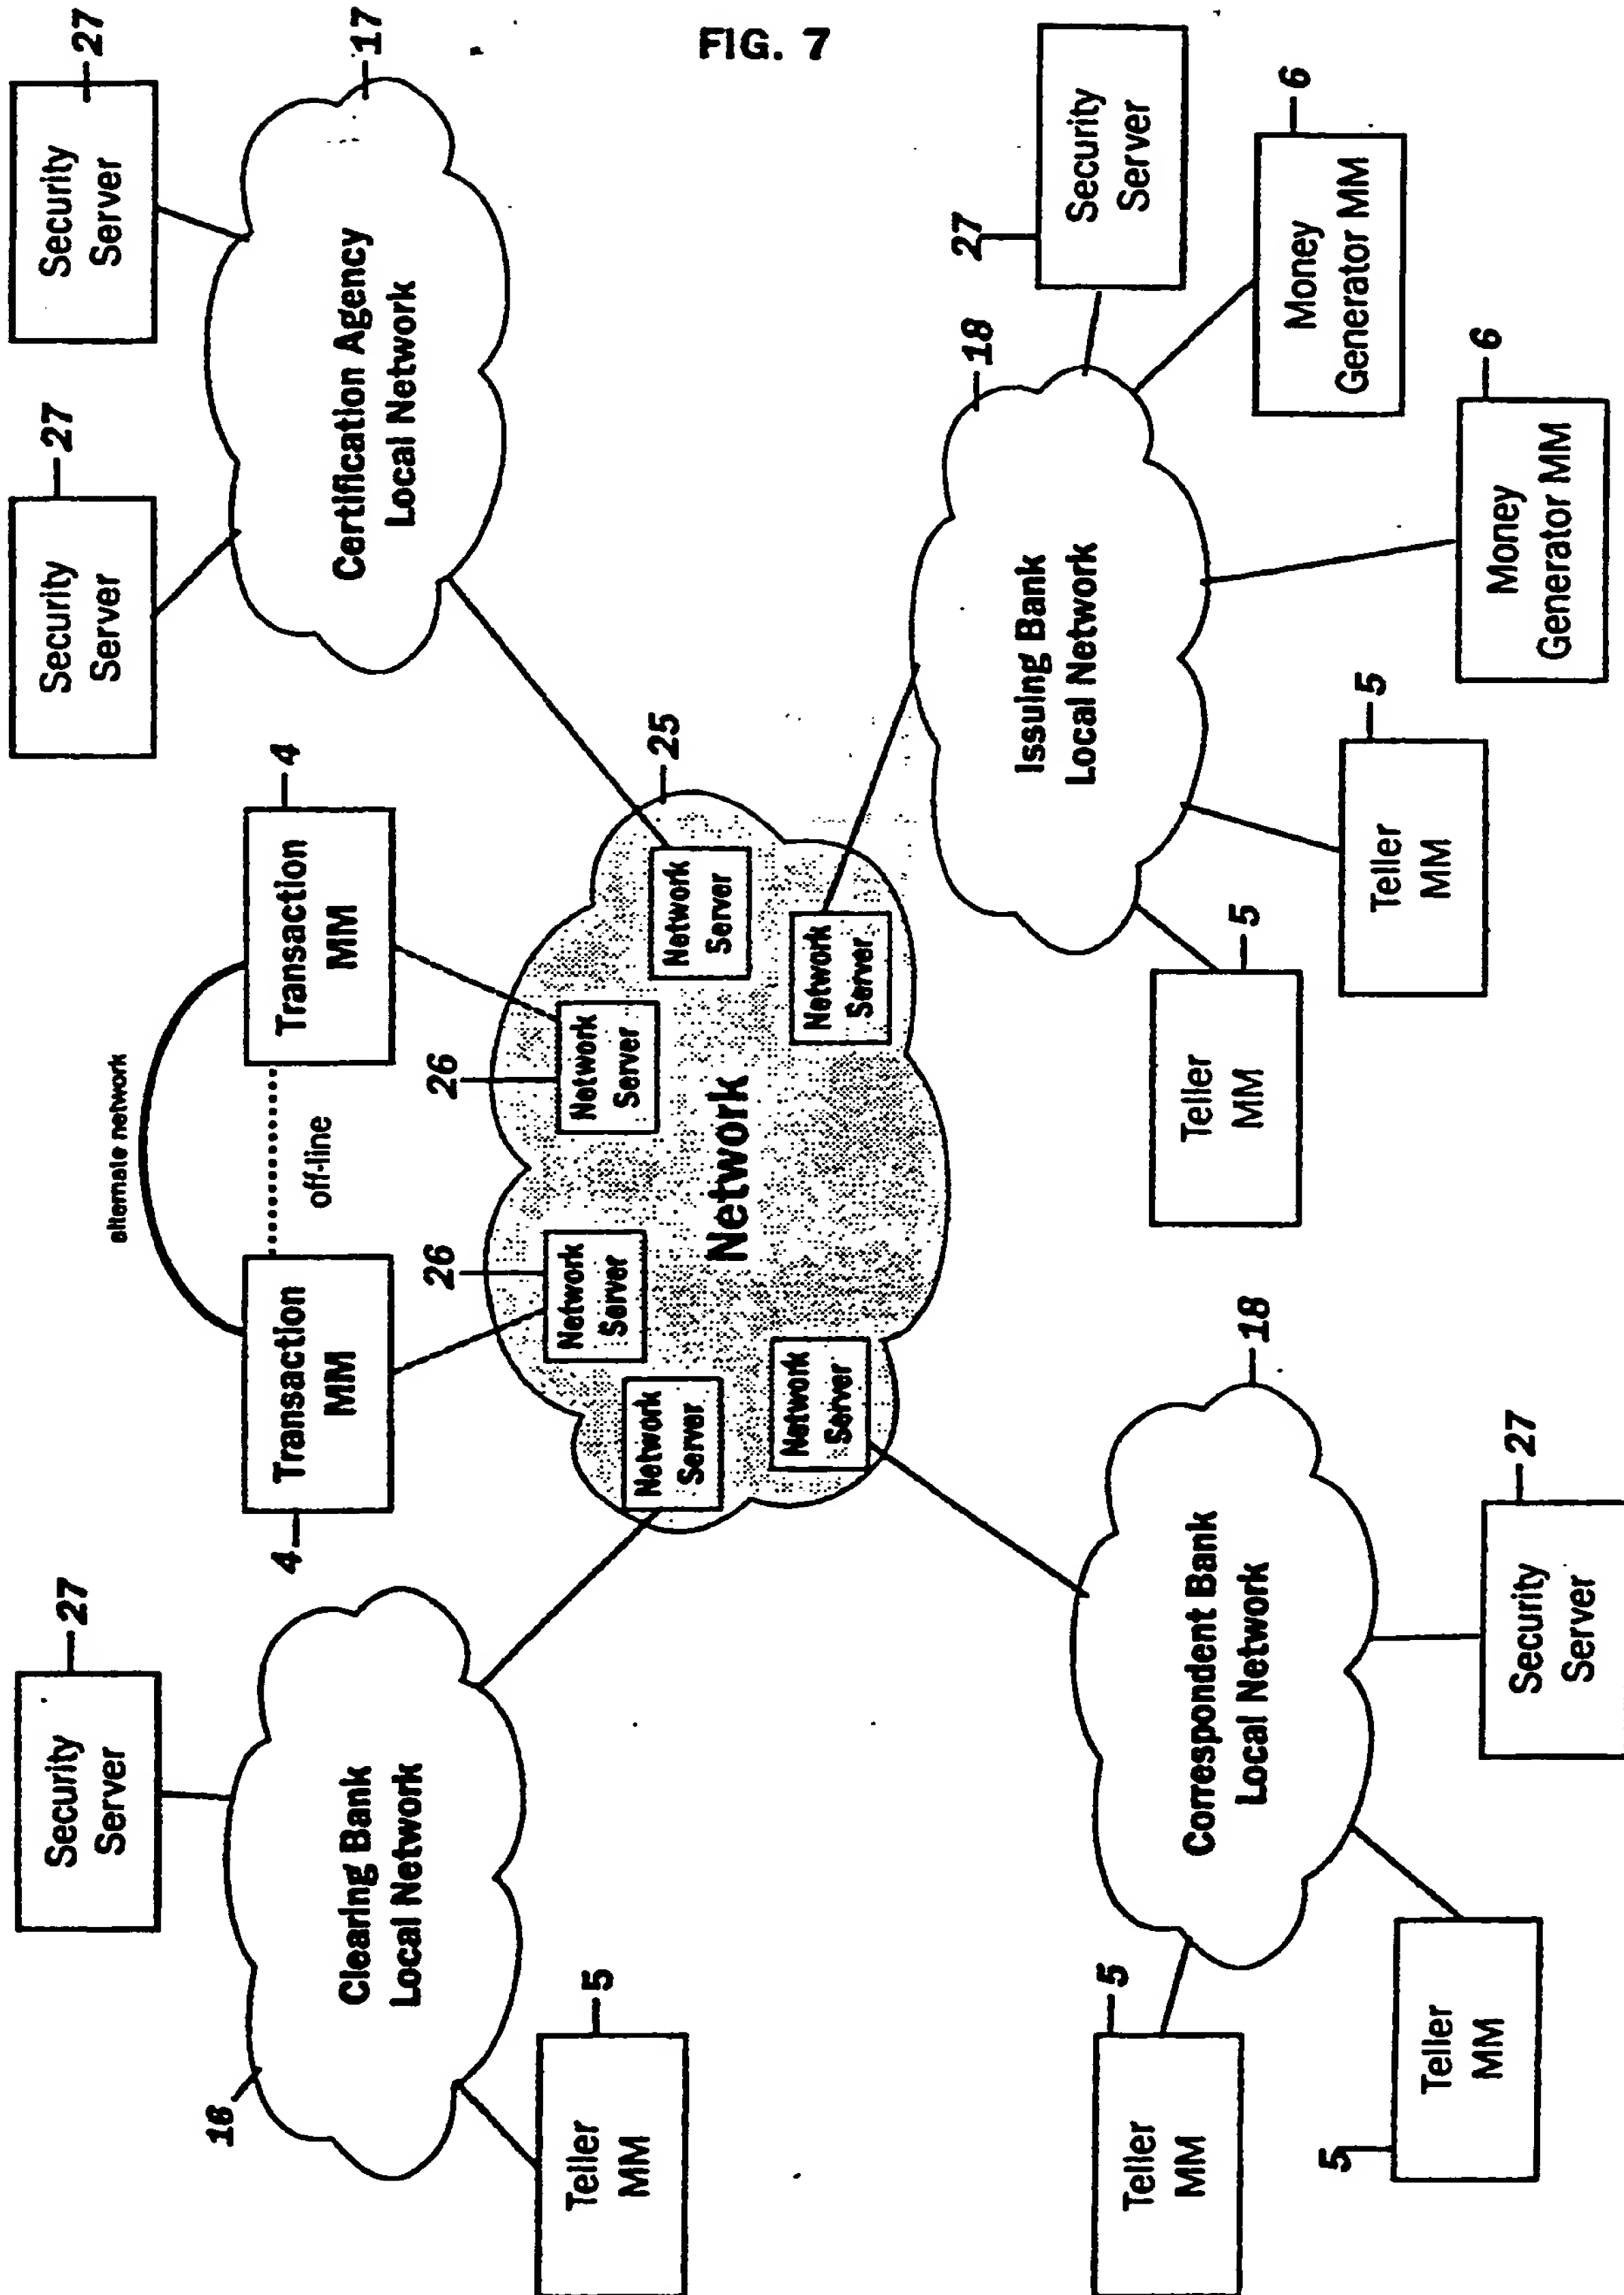 FIG. 7
Security
Server
27
Clearing Bank
Local Network
16
Teller
MM
5
alternate network
Transaction
MM
4
off-line
Transaction
MM
4
Security
Server
27
Security
Server
27
Certification Agency
Local Network
17
Network
25
Network
Server
Network
Server
26
Network
Server
26
Network
Server
Network
Server
Network
Server
Correspondent Bank
Local Network
18
Teller
MM
5
Teller
MM
5
Security
Server
27
Issuing Bank
Local Network
18
Teller
MM
5
Teller
MM
5
Money
Generator MM
6
Money
Generator MM
6
Security
Server
27